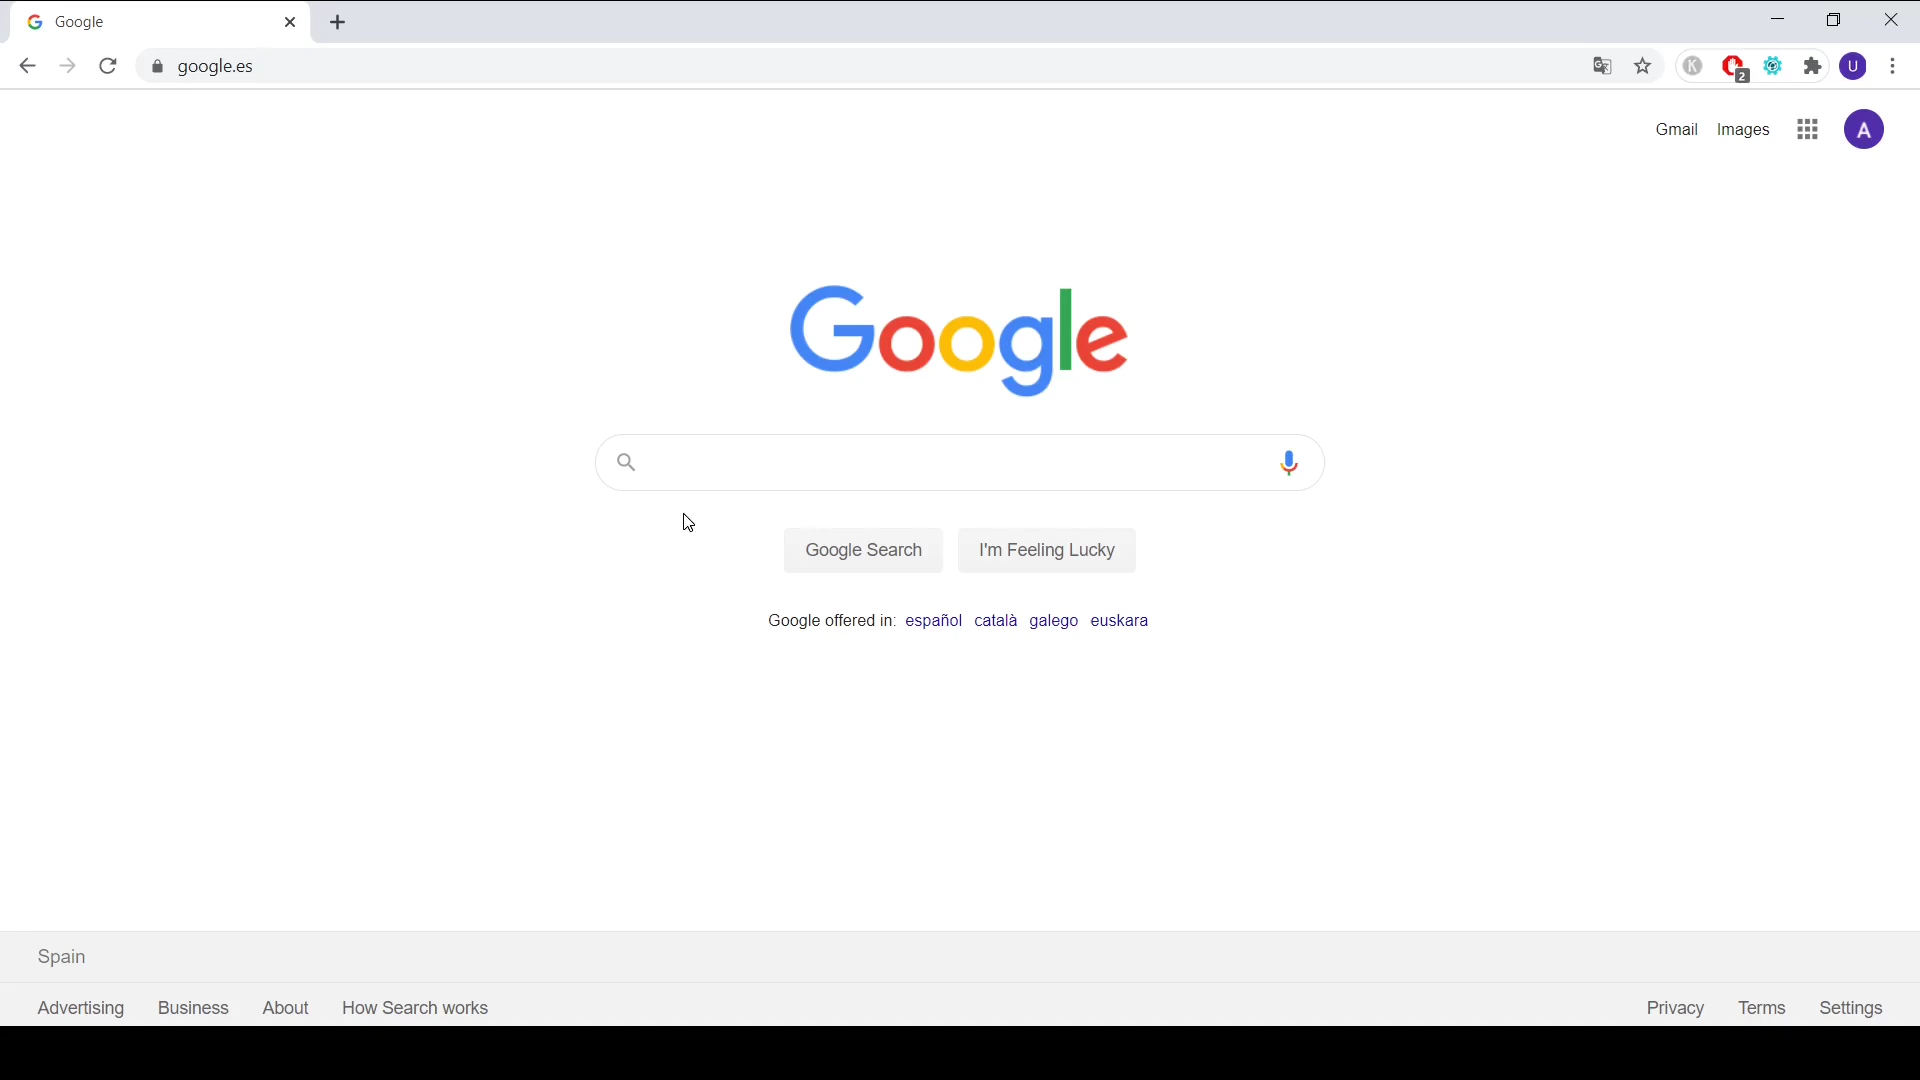 Google
google.es
K
2
U
Gmail Images
A
Google
Google Search I'm Feeling Lucky
Google offered in: español català galego euskara
Spain
Advertising Business About How Search works Privacy Terms Settings